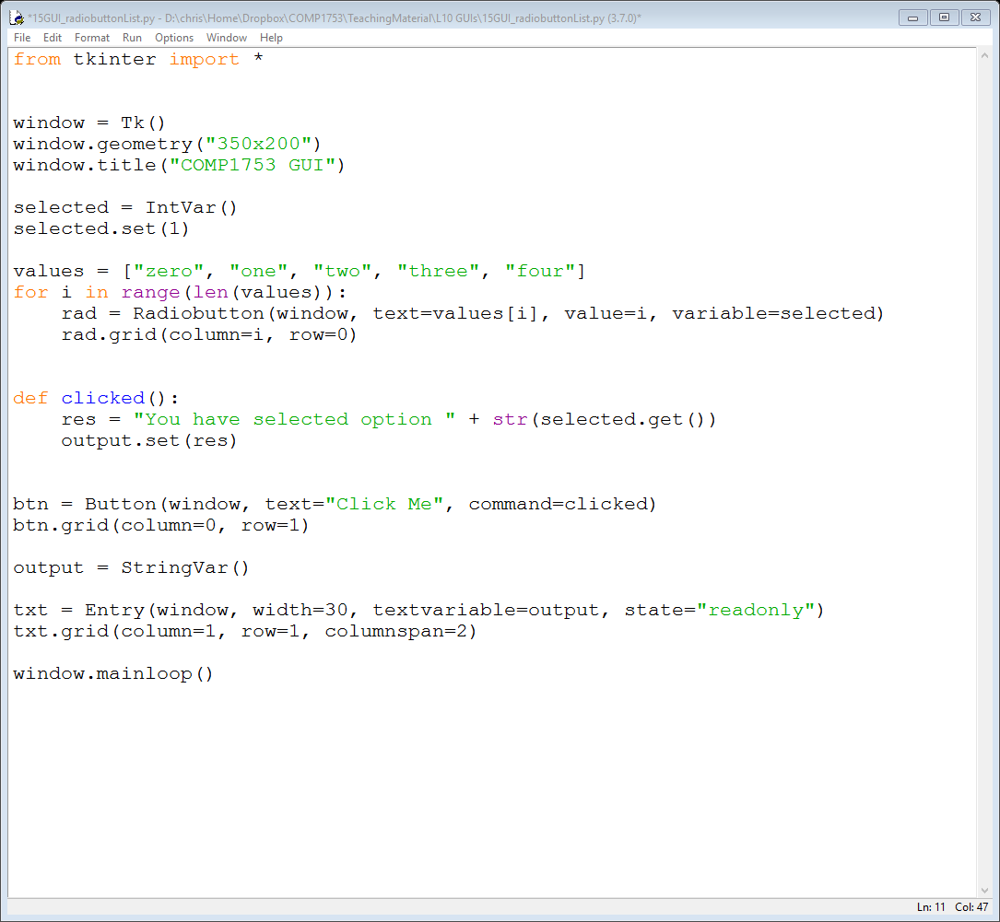 *15GUI_radiobuttonList.py - D:\chris\Home\Dropbox\COMP1753\TeachingMaterial\L10 GUIs\15GUI_radiobuttonList.py (3.7.0)*
File Edit Format Run Options Window Help
from tkinter import *
window = Tk()
window.geometry("350x200")
window.title("COMP1753 GUI")
selected = IntVar()
selected.set(1)
values = ["zero", "one", "two", "three", "four"]
for i in range(len(values)):
    rad = Radiobutton(window, text=values[i], value=i, variable=selected)
    rad.grid(column=i, row=0)
def clicked():
    res = "You have selected option " + str(selected.get())
    output.set(res)
btn = Button(window, text="Click Me", command=clicked)
btn.grid(column=0, row=1)
output = StringVar()
txt = Entry(window, width=30, textvariable=output, state="readonly")
txt.grid(column=1, row=1, columnspan=2)
window.mainloop()
Ln: 11 Col: 47